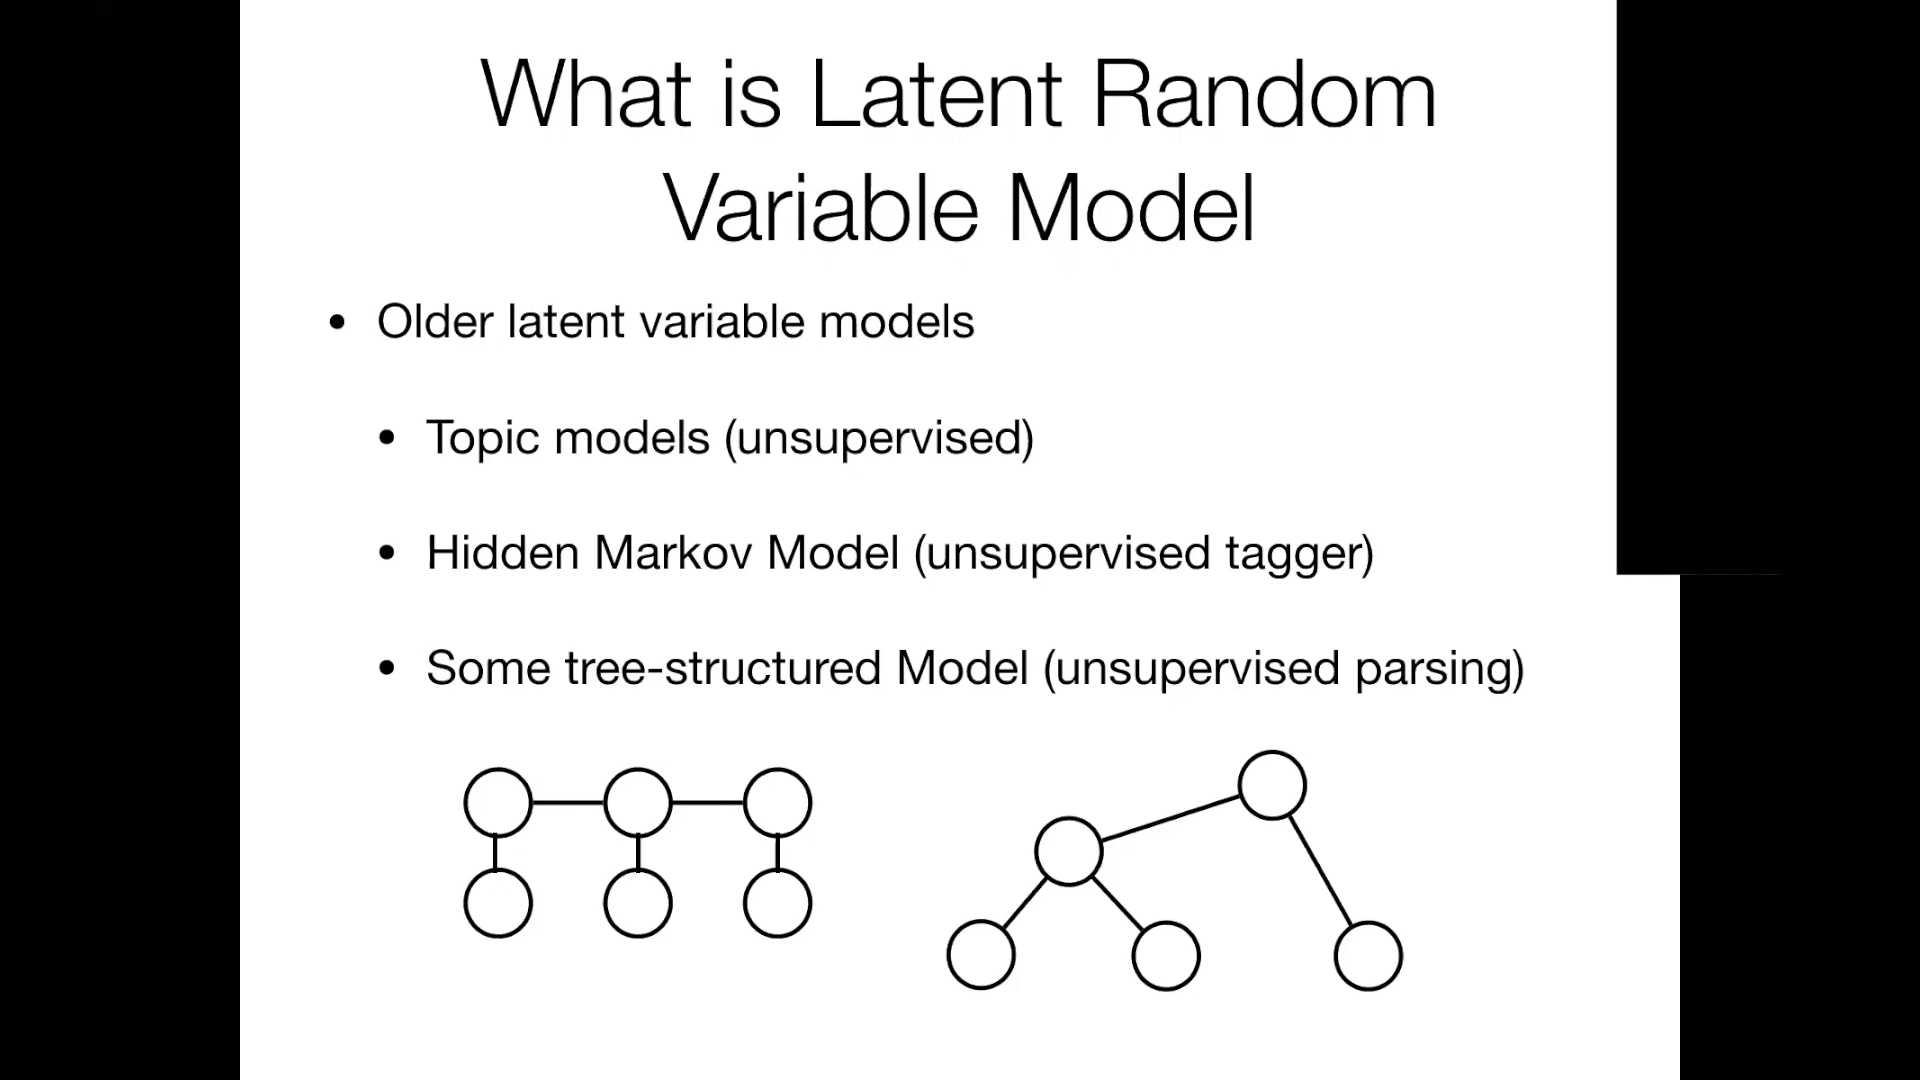 What is Latent Random
Variable Model
• Older latent variable models
• Topic models (unsupervised)
• Hidden Markov Model (unsupervised tagger)
• Some tree-structured Model (unsupervised parsing)